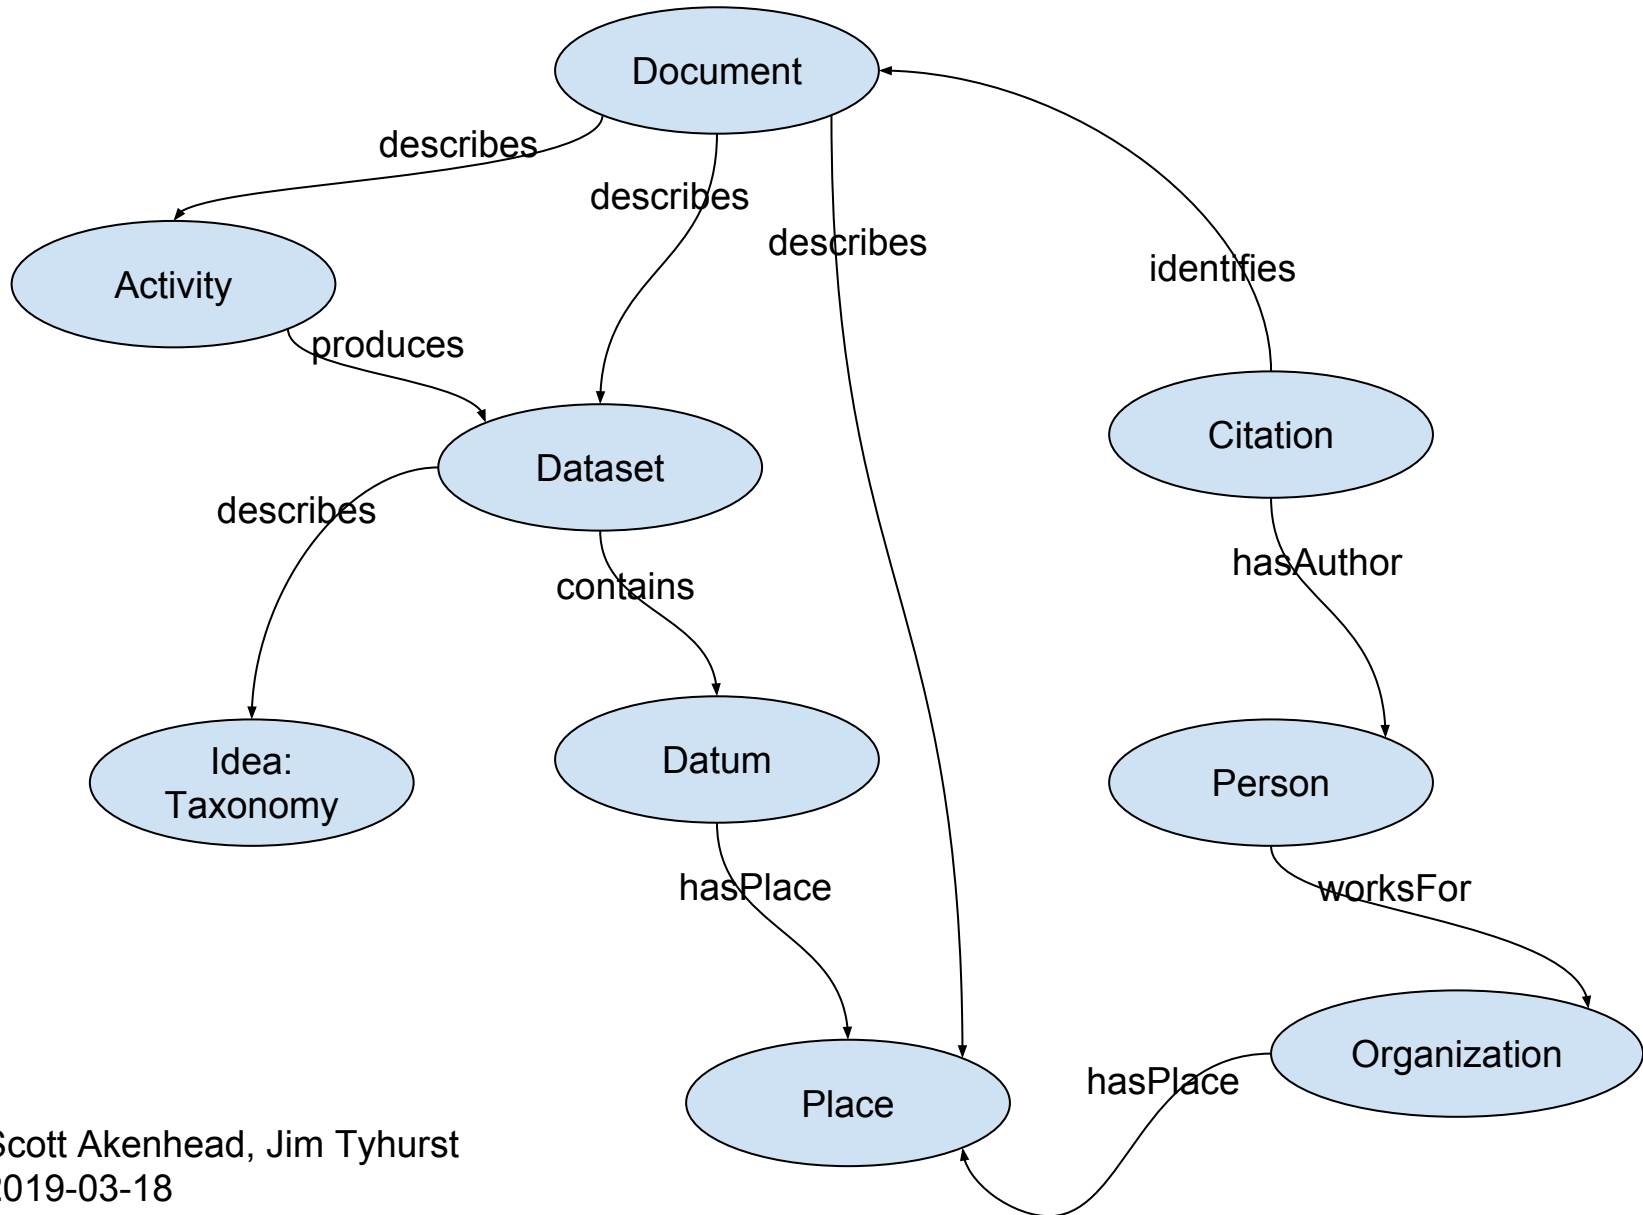 Document
describes
describes
describes
identifies
Activity
produces
Citation
Dataset
describes
hasAuthor
contains
Idea:
Taxonomy
Datum
Person
hasPlace
worksFor
Organization
hasPlace
Place
Scott Akenhead, Jim Tyhurst
2019-03-18